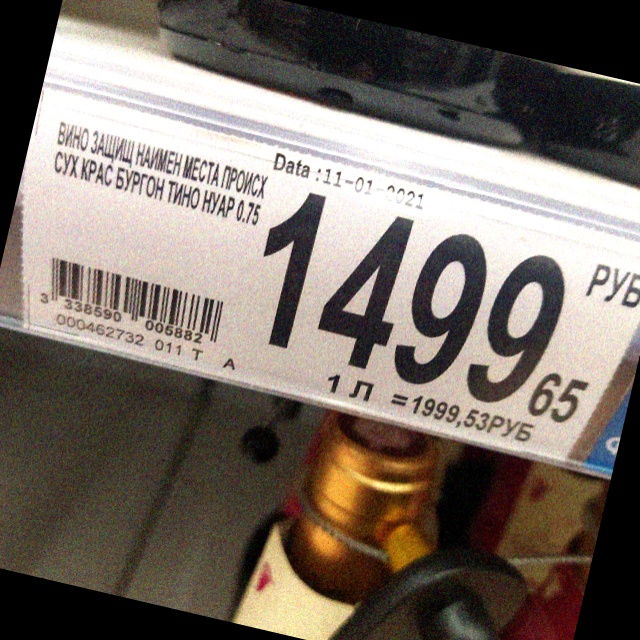 ВИНО ЗАЩИЩ НАИМЕН МЕСТА ПРОИСХ
СУХ КРАС БУРГОН ТИНО НУАР 0.75
Data :11-01-2021
1499 65
РУБ
3 338590 005882
000462732 011 Т А
1 Л =1999,53РУБ